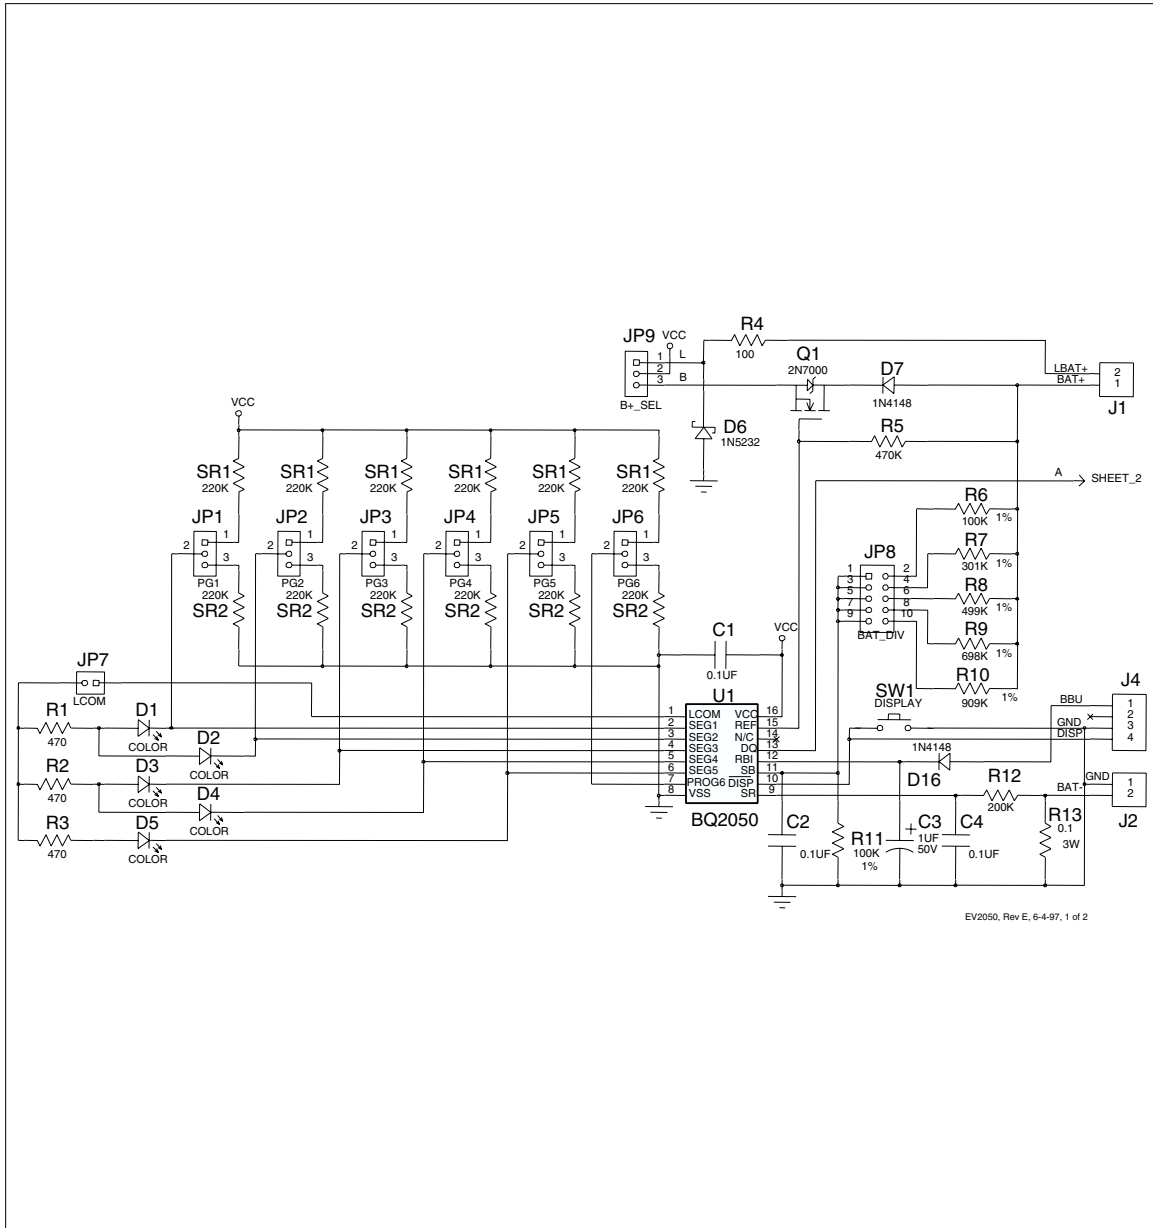 R4
JP9 VCC
1 L
100
Q1
2
2N7000
D7
LBAT+ 2
3 B
BAT+ 1
B+_SEL
1N4148
J1
VCC
D6
1N5232
R5
470K
A SHEET_2
SR1 SR1 SR1 SR1 SR1 SR1
220K 220K 220K 220K 220K 220K
R6
100K 1%
JP1 JP2 JP3 JP4 JP5 JP6
1 1 1 1 1 1
2 2 2 2 2 2
3 3 3 3 3 3
R7
301K 1%
JP8
1 2
3 4
5 6
7 8
9 10
BAT_DIV
PG1 PG2 PG3 PG4 PG5 PG6
220K 220K 220K 220K 220K 220K
SR2 SR2 SR2 SR2 SR2 SR2
R8
499K 1%
R9
698K 1%
C1
0.1UF
VCC
R10
909K 1%
JP7
LCOM
U1
1 LCOM VCC 16
2 SEG1 REF 15
3 SEG2 N/C 14
4 SEG3 DQ 13
5 SEG4 RBI 12
6 SEG5 SB 11
7 PROG6 DISP 10
8 VSS SR 9
BQ2050
SW1
DISPLAY
J4
BBU 1
2
GND 3
DISP 4
R1
470
D1
COLOR
D2
COLOR
R2
470
D3
COLOR
D4
COLOR
R3
470
D5
COLOR
1N4148
D16
R12
200K
GND 1
BAT- 2
J2
C2
0.1UF
R11
100K
1%
+ C3
1UF
50V
C4
0.1UF
R13
0.1
3W
EV2050, Rev E, 6-4-97, 1 of 2